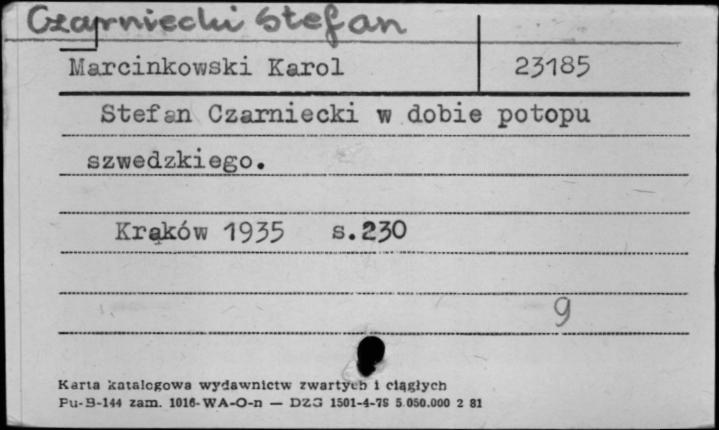 Czarniecki Stefan
Marcinkowski Karol 23185
Stefan Czarniecki w dobie potopu
szwedzkiego.
Kraków 1935 s.230
9
Karta katalogowa wydawnictw zwartych i ciągłych
Pu-B-144 zam. 1016-WA-O-n — DZG 1501-4-78 5.050.000 2 81